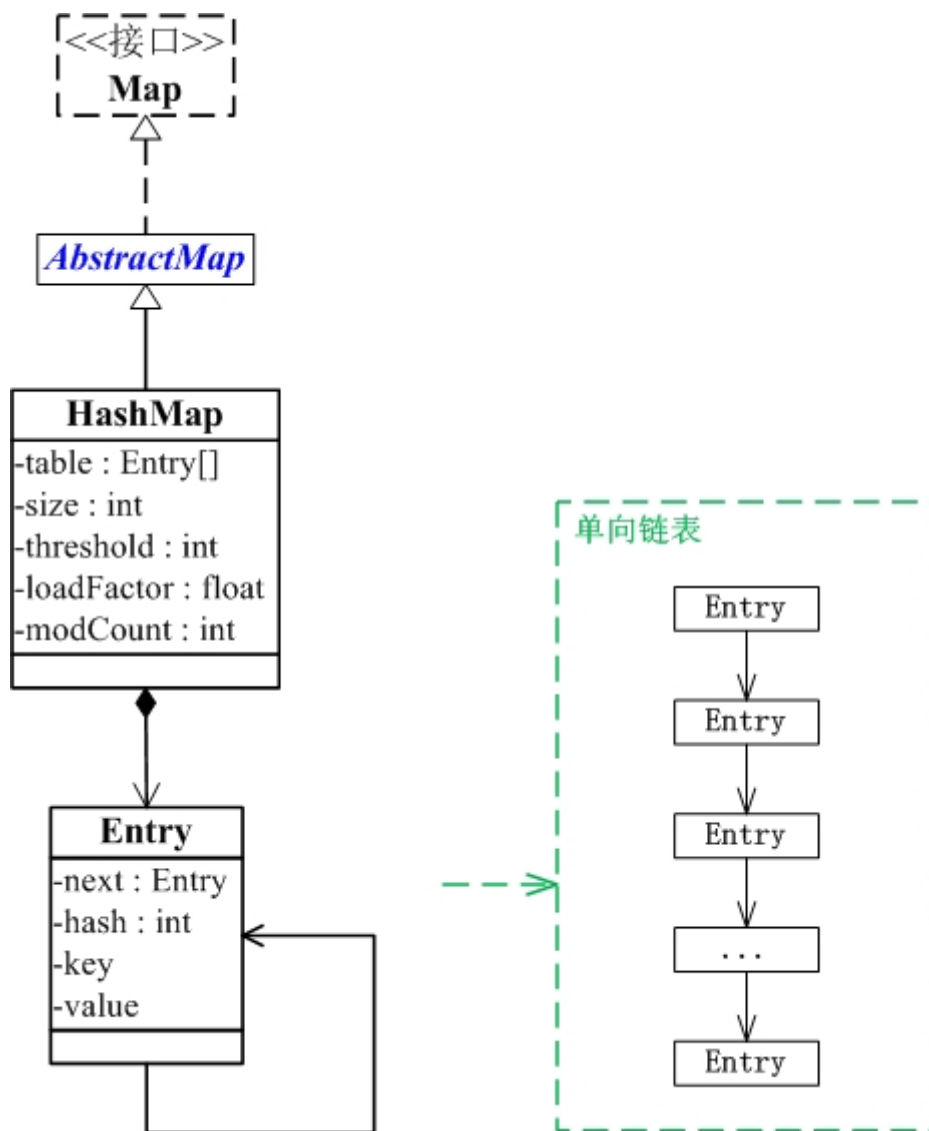 <<接口>>
Map
AbstractMap
HashMap
-table : Entry[]
-size : int
-threshold : int
-loadFactor : float
-modCount : int
Entry
-next : Entry
-hash : int
-key
-value
单向链表
Entry
Entry
Entry
...
Entry